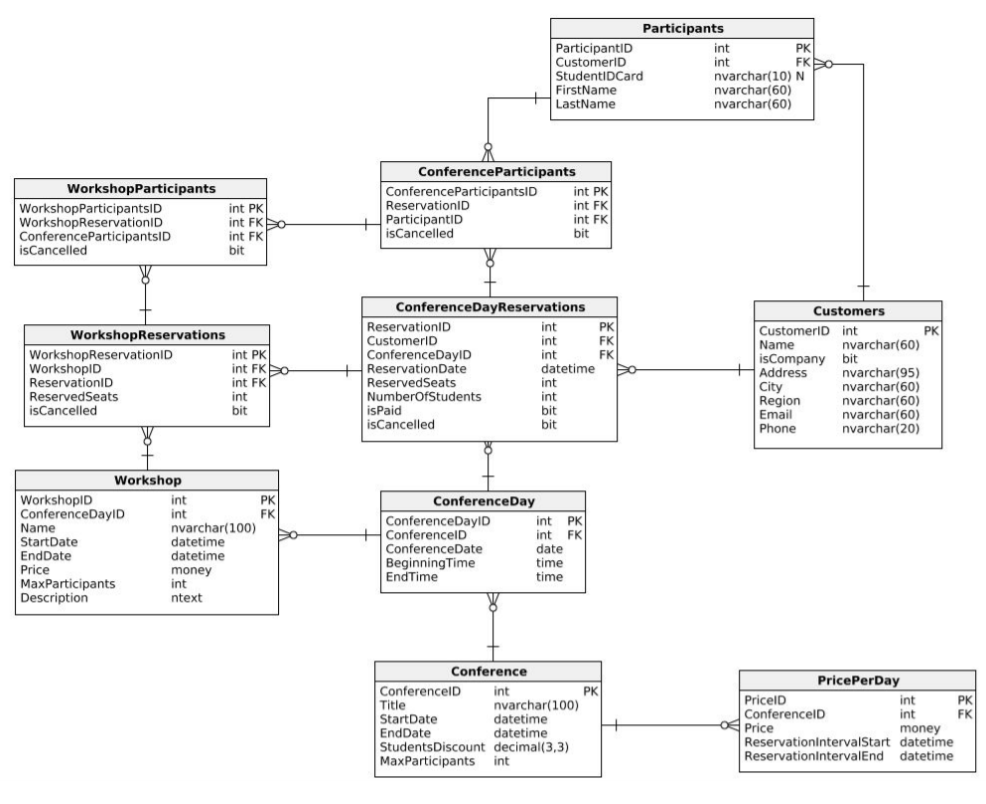 Participants
ParticipantID int PK
CustomerID int FK
StudentIDCard nvarchar(10) N
FirstName nvarchar(60)
LastName nvarchar(60)
ConferenceParticipants
ConferenceParticipantsID int PK
ReservationID int FK
ParticipantID int FK
isCancelled bit
WorkshopParticipants
WorkshopParticipantsID int PK
WorkshopReservationID int FK
ConferenceParticipantsID int FK
isCancelled bit
ConferenceDayReservations
ReservationID int PK
CustomerID int FK
ConferenceDayID int FK
ReservationDate datetime
ReservedSeats int
NumberOfStudents int
isPaid bit
isCancelled bit
Customers
CustomerID int PK
Name nvarchar(60)
isCompany bit
Address nvarchar(95)
City nvarchar(60)
Region nvarchar(60)
Email nvarchar(60)
Phone nvarchar(20)
WorkshopReservations
WorkshopReservationID int PK
WorkshopID int FK
ReservationID int FK
ReservedSeats int
isCancelled bit
Workshop
WorkshopID int PK
ConferenceDayID int FK
Name nvarchar(100)
StartDate datetime
EndDate datetime
Price money
MaxParticipants int
Description ntext
ConferenceDay
ConferenceDayID int PK
ConferenceID int FK
ConferenceDate date
BeginningTime time
EndTime time
Conference
ConferenceID int PK
Title nvarchar(100)
StartDate datetime
EndDate datetime
StudentsDiscount decimal(3,3)
MaxParticipants int
PricePerDay
PriceID int PK
ConferenceID int FK
Price money
ReservationIntervalStart datetime
ReservationIntervalEnd datetime